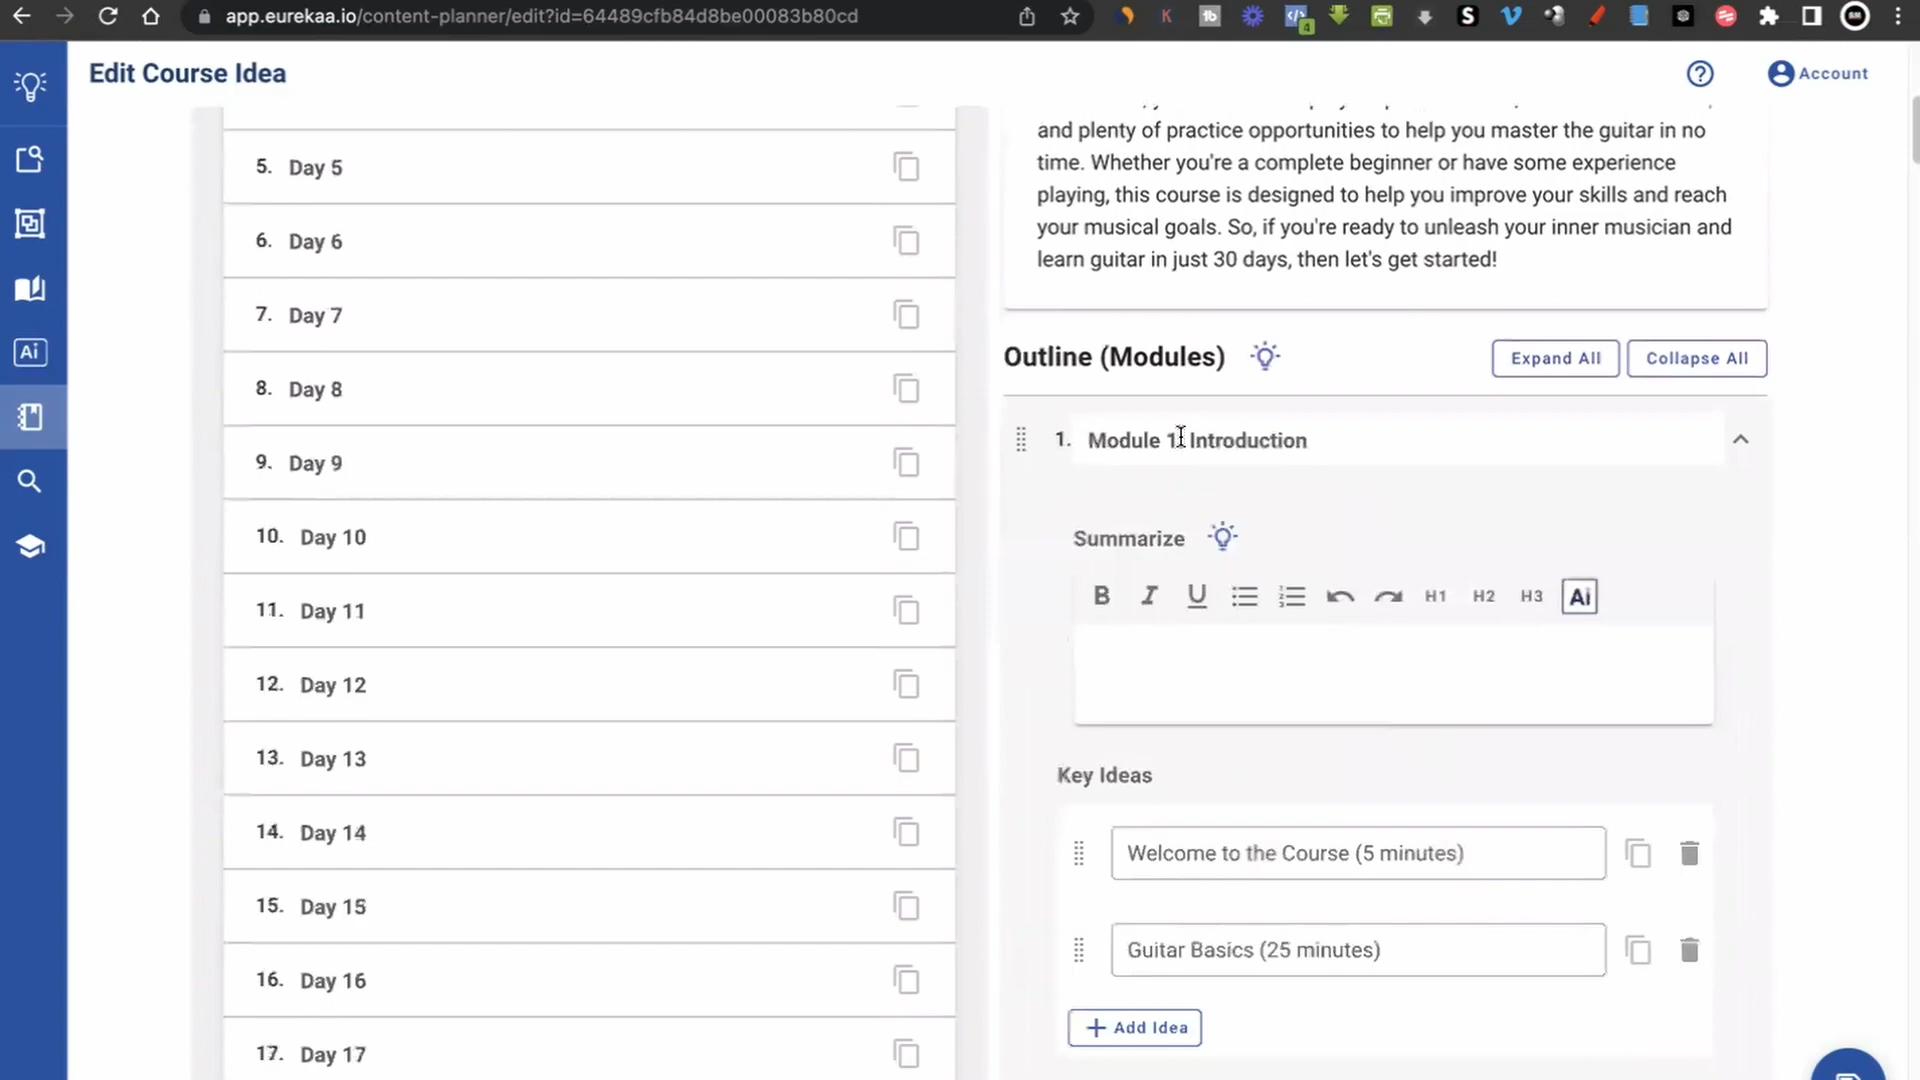 app.eurekaa.io/content-planner/edit?id=64489cfb84d8be00083b80cd
Edit Course Idea
Account
5. Day 5
6. Day 6
7. Day 7
8. Day 8
9. Day 9
10. Day 10
11. Day 11
12. Day 12
13. Day 13
14. Day 14
15. Day 15
16. Day 16
17. Day 17
and plenty of practice opportunities to help you master the guitar in no
time. Whether you're a complete beginner or have some experience
playing, this course is designed to help you improve your skills and reach
your musical goals. So, if you're ready to unleash your inner musician and
learn guitar in just 30 days, then let's get started!
Outline (Modules)
Expand All
Collapse All
1. Module 1: Introduction
Summarize
B I U H1 H2 H3 Ai
Key Ideas
Welcome to the Course (5 minutes)
Guitar Basics (25 minutes)
+ Add Idea
Ai